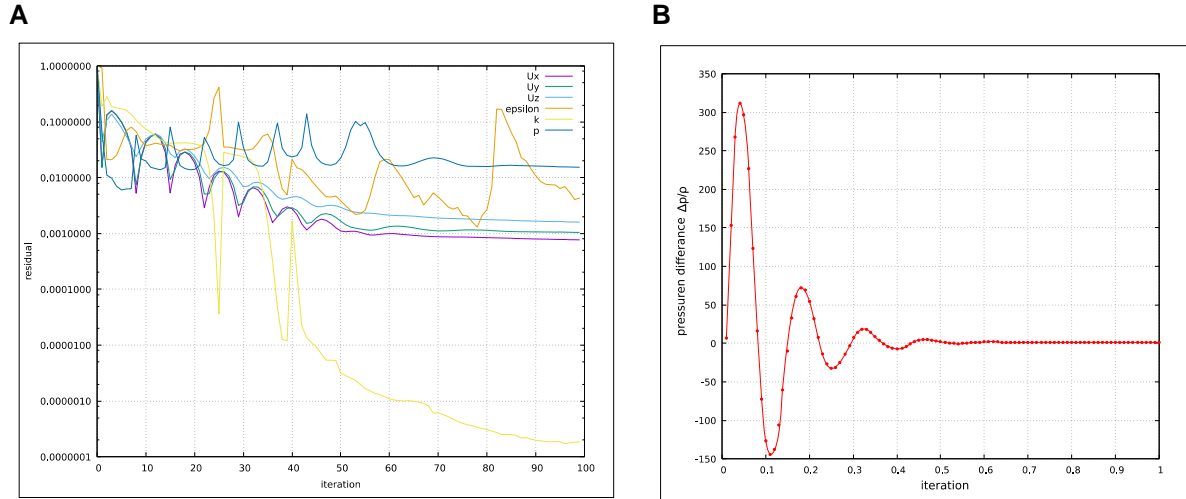 A
1.0000000
0.1000000
0.0100000
0.0010000
0.0001000
0.0000100
0.0000010
0.0000001
residual
0 10 20 30 40 50 60 70 80 90 100
iteration
Ux
Uy
Uz
epsilon
k
p
B
350
300
250
200
150
100
50
0
-50
-100
-150
pressuren differance Δp/ρ
0 0.1 0.2 0.3 0.4 0.5 0.6 0.7 0.8 0.9 1
iteration